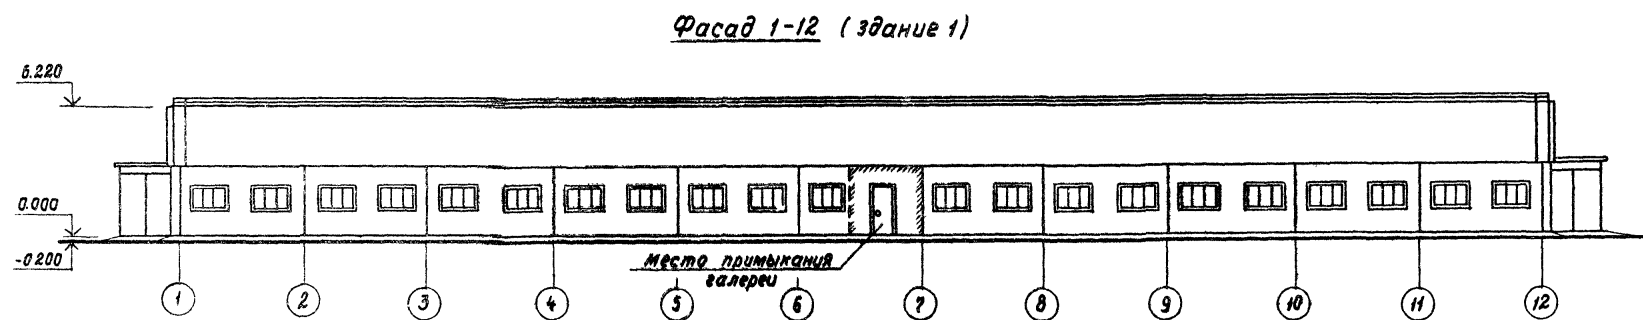 Фасад 1-12 (здание 1)
6.220
0.000
-0.200
Место примыкания
галереи
1 2 3 4 5 6 7 8 9 10 11 12